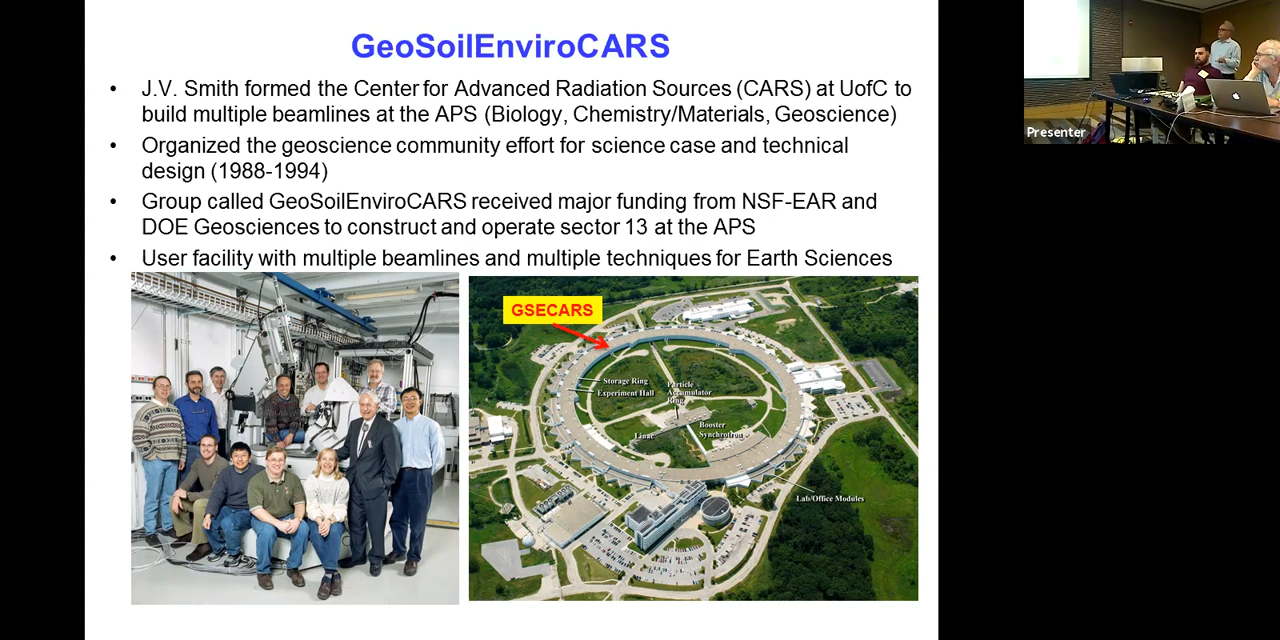 GeoSoilEnviroCARS
• J.V. Smith formed the Center for Advanced Radiation Sources (CARS) at UofC to
build multiple beamlines at the APS (Biology, Chemistry/Materials, Geoscience)
• Organized the geoscience community effort for science case and technical
design (1988-1994)
• Group called GeoSoilEnviroCARS received major funding from NSF-EAR and
DOE Geosciences to construct and operate sector 13 at the APS
• User facility with multiple beamlines and multiple techniques for Earth Sciences
GSECARS
Storage Ring
Experiment Hall
Particle
Accumulator
Ring
Linac
Booster
Synchrotron
Lab/Office Modules
Presenter